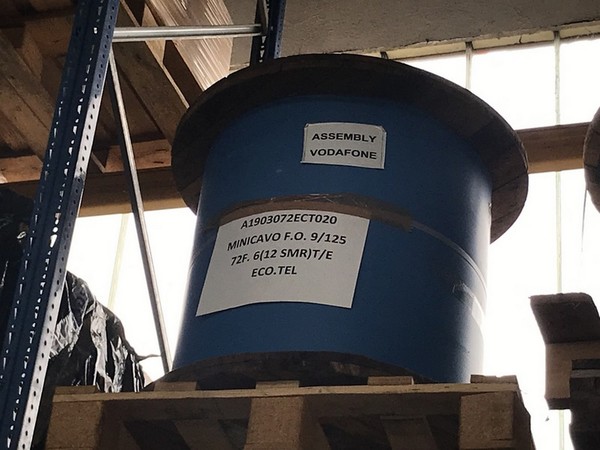 ASSEMBLY
VODAFONE
A1903072ECT020
MINICAVO F.O. 9/125
72F. 6(12 SMR)T/E
ECO.TEL